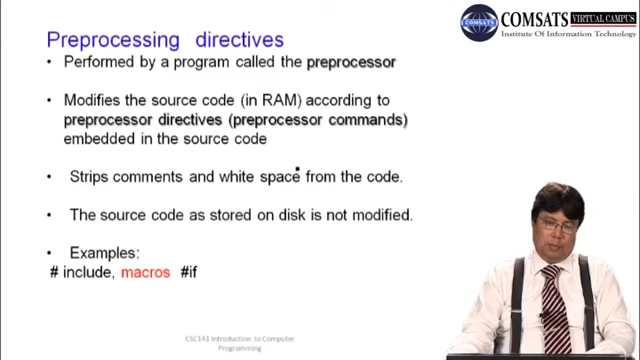 COMSATS VIRTUAL CAMPUS
Institute Of Information Technology
Preprocessing directives
• Performed by a program called the preprocessor
• Modifies the source code (in RAM) according to
preprocessor directives (preprocessor commands)
embedded in the source code
• Strips comments and white space from the code.
• The source code as stored on disk is not modified.
• Examples:
# include, macros #if
CSC141 Introduction to Computer
Programming